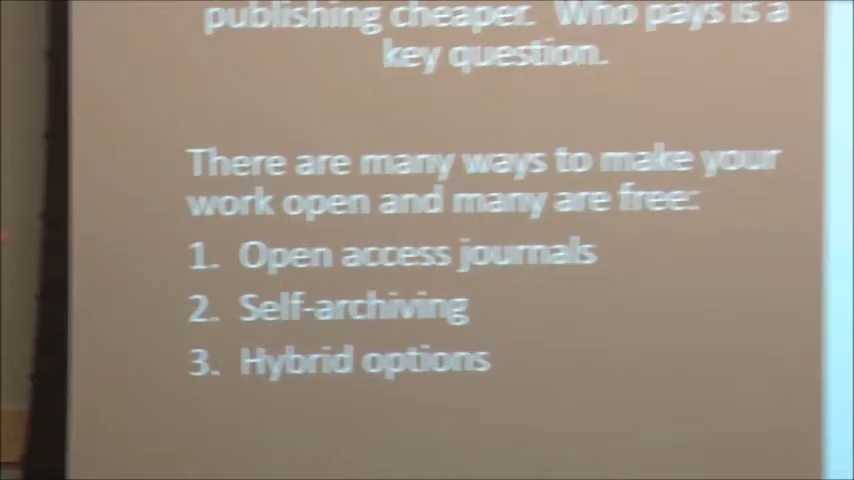 publishing cheaper. Who pays is a
key question.
There are many ways to make your
work open and many are free:
1. Open access journals
2. Self-archiving
3. Hybrid options